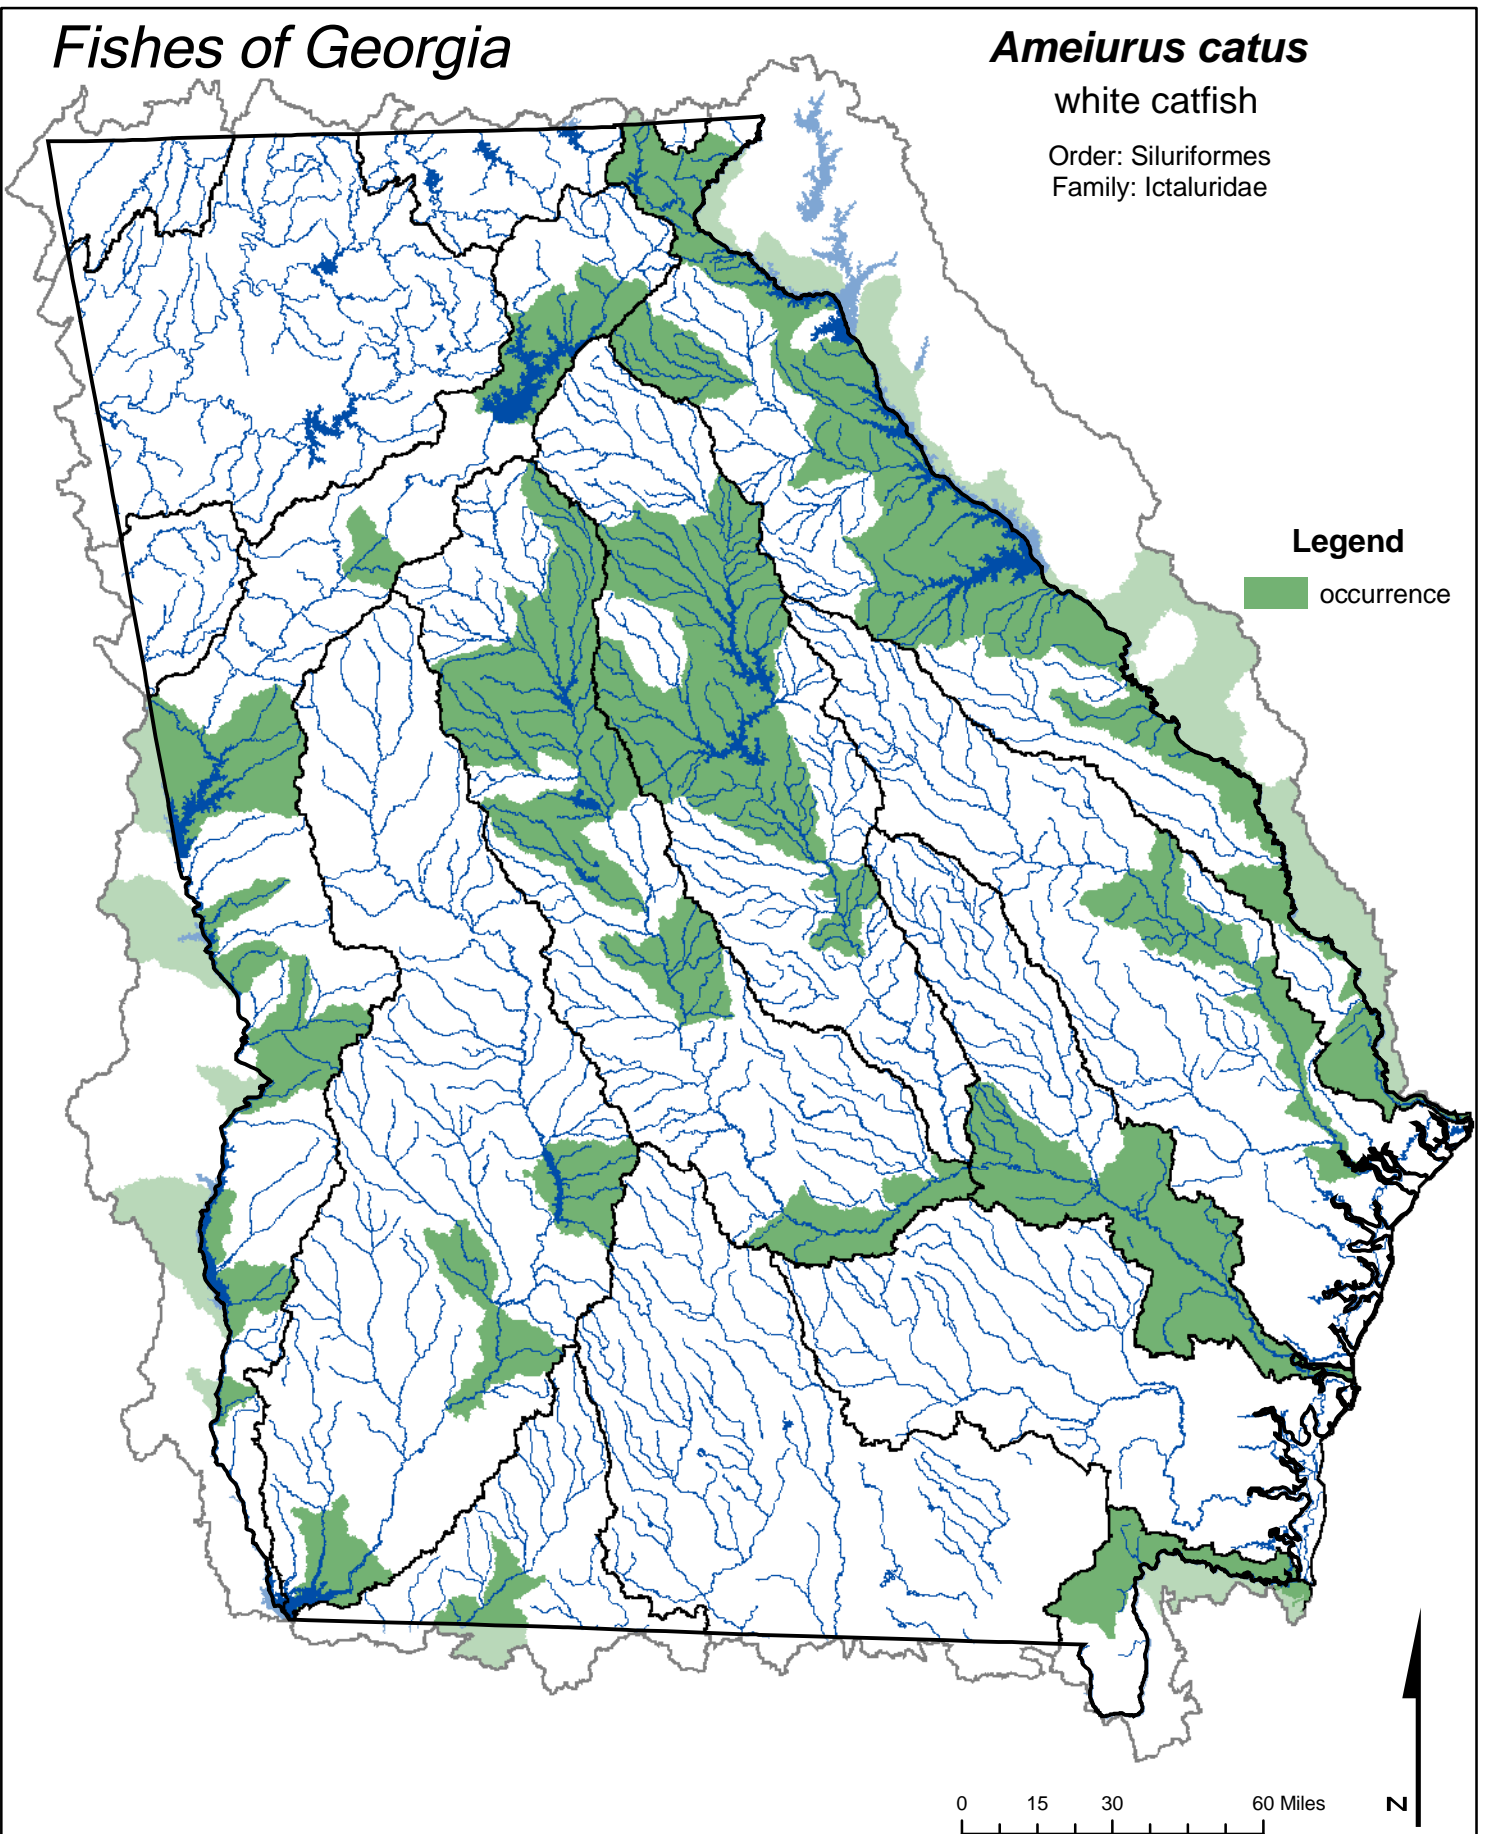 Fishes of Georgia
Ameiurus catus
white catfish
Order: Siluriformes
Family: Ictaluridae
Legend
occurrence
0 15 30 60 Miles
N